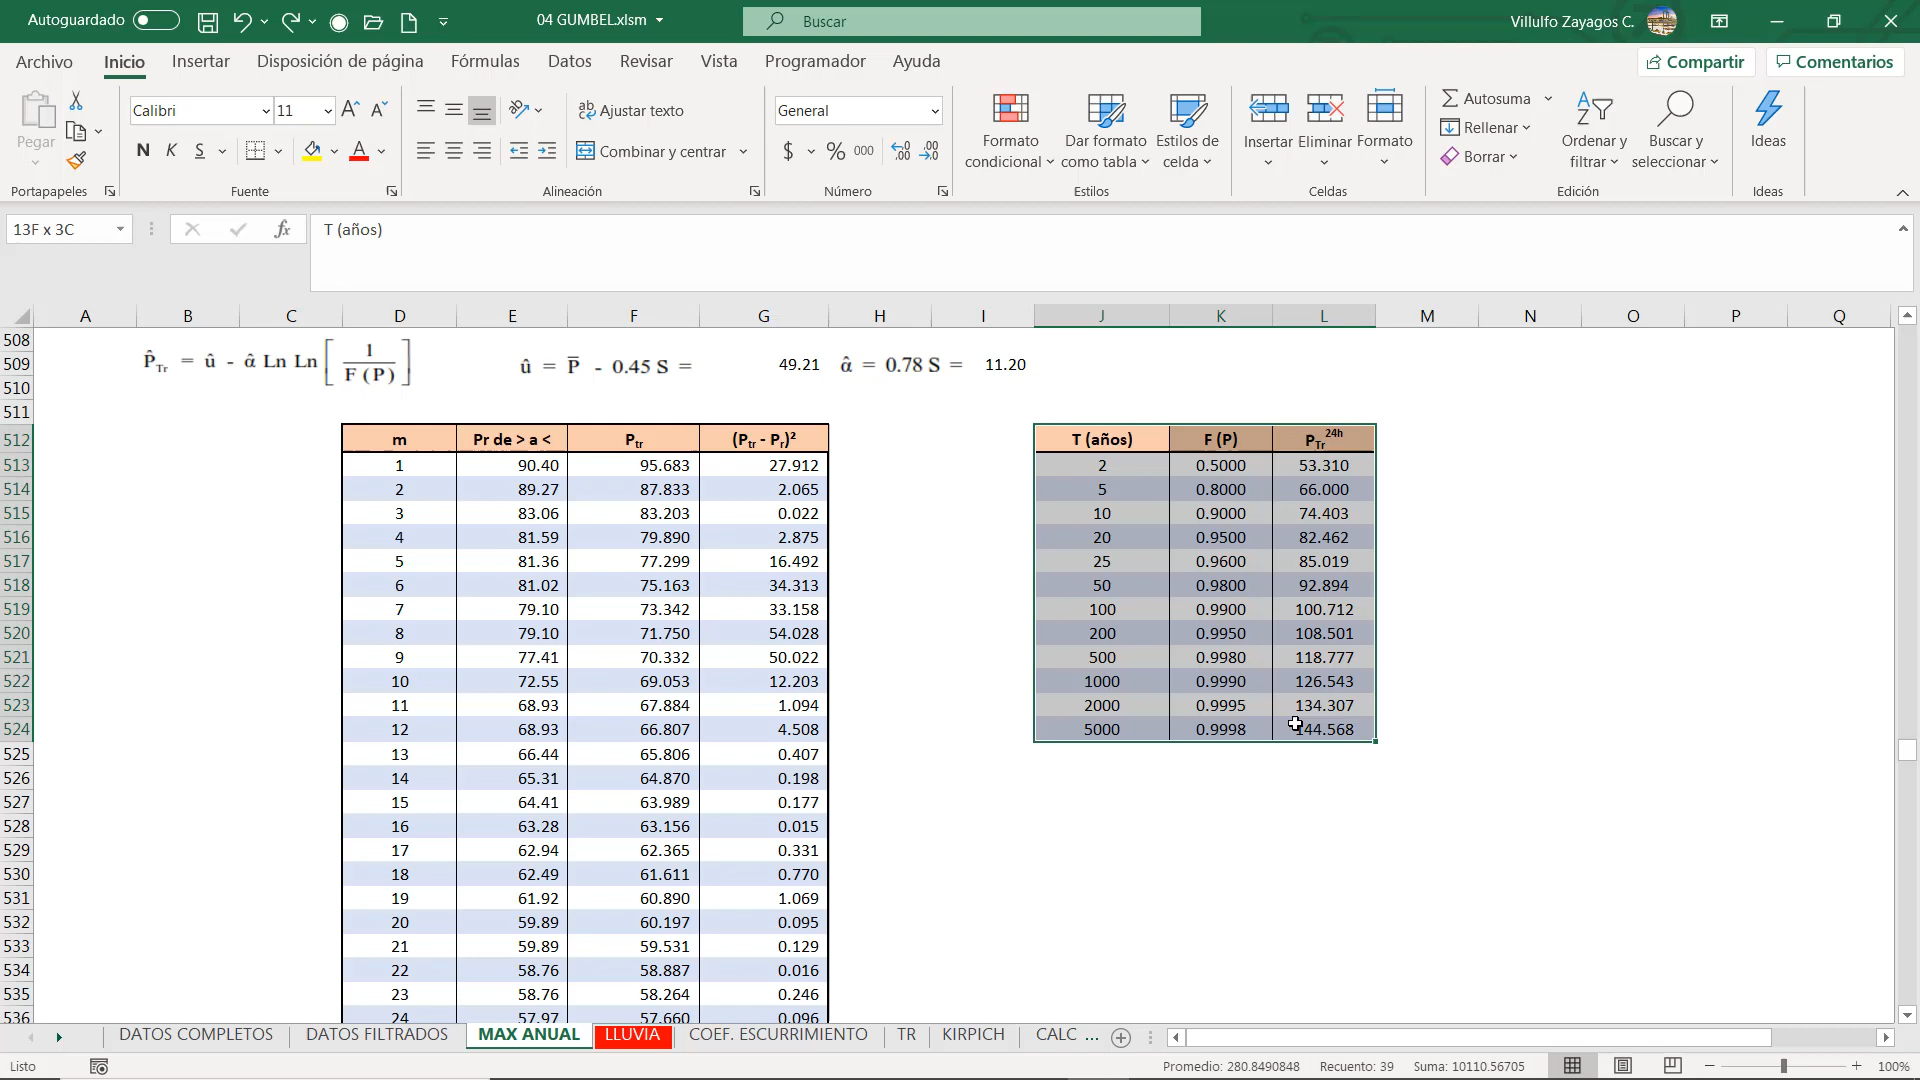 Autoguardado
04 GUMBEL.xlsm
Buscar
Villulfo Zayagos C.
Archivo Inicio Insertar Disposición de página Fórmulas Datos Revisar Vista Programador Ayuda
Compartir Comentarios
Pegar
Portapapeles
Calibri 11
N K S
Fuente
Ajustar texto
Combinar y centrar
Alineación
General
$ % 000
Número
Formato condicional
Dar formato como tabla
Estilos de celda
Estilos
Insertar Eliminar Formato
Celdas
Autosuma
Rellenar
Borrar
Ordenar y filtrar
Buscar y seleccionar
Edición
Ideas
Ideas
13F x 3C
fx
T (años)
A B C D E F G H I J K L M N O P Q
508
509 P̂Tr = û - α̂ Ln Ln [ 1 / F (P) ] û = P̄ - 0.45 S = 49.21 α̂ = 0.78 S = 11.20
510
511
512 m Pr de > a < Ptr (Ptr - Pr)² T (años) F (P) PTr 24h
513 1 90.40 95.683 27.912 2 0.5000 53.310
514 2 89.27 87.833 2.065 5 0.8000 66.000
515 3 83.06 83.203 0.022 10 0.9000 74.403
516 4 81.59 79.890 2.875 20 0.9500 82.462
517 5 81.36 77.299 16.492 25 0.9600 85.019
518 6 81.02 75.163 34.313 50 0.9800 92.894
519 7 79.10 73.342 33.158 100 0.9900 100.712
520 8 79.10 71.750 54.028 200 0.9950 108.501
521 9 77.41 70.332 50.022 500 0.9980 118.777
522 10 72.55 69.053 12.203 1000 0.9990 126.543
523 11 68.93 67.884 1.094 2000 0.9995 134.307
524 12 68.93 66.807 4.508 5000 0.9998 144.568
525 13 66.44 65.806 0.407
526 14 65.31 64.870 0.198
527 15 64.41 63.989 0.177
528 16 63.28 63.156 0.015
529 17 62.94 62.365 0.331
530 18 62.49 61.611 0.770
531 19 61.92 60.890 1.069
532 20 59.89 60.197 0.095
533 21 59.89 59.531 0.129
534 22 58.76 58.887 0.016
535 23 58.76 58.264 0.246
536 24 57.97 57.660 0.096
DATOS COMPLETOS DATOS FILTRADOS MAX ANUAL LLUVIA COEF. ESCURRIMIENTO TR KIRPICH CALC ...
Listo
Promedio: 280.8490848 Recuento: 39 Suma: 10110.56705
100%